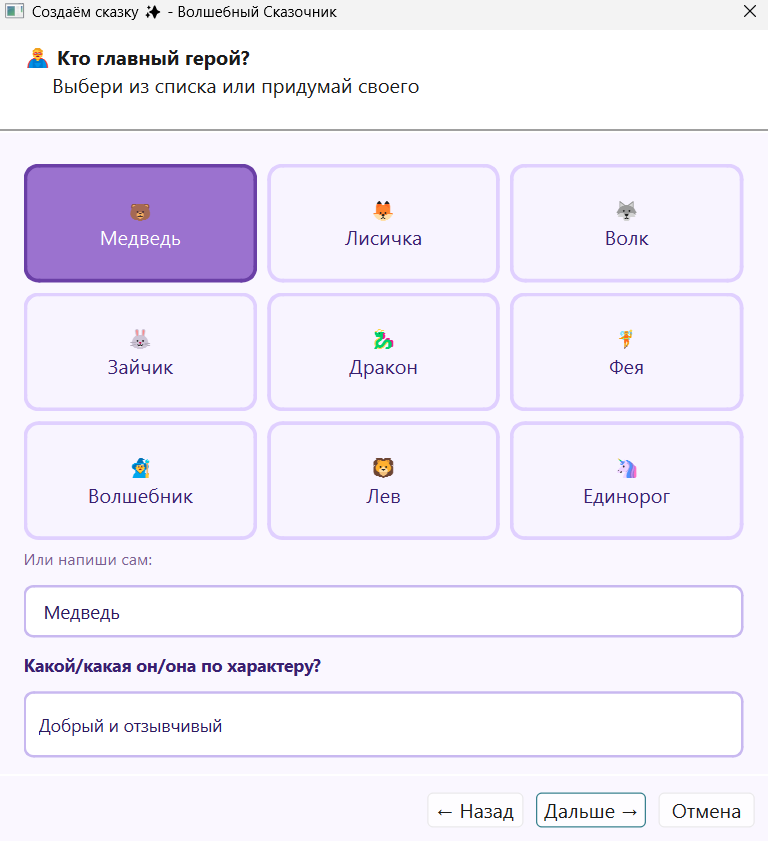 Создаём сказку ✨ - Волшебный Сказочник
Кто главный герой?
Выбери из списка или придумай своего
Медведь
Лисичка
Волк
Зайчик
Дракон
Фея
Волшебник
Лев
Единорог
Или напиши сам:
Медведь
Какой/какая он/она по характеру?
Добрый и отзывчивый
← Назад
Дальше →
Отмена